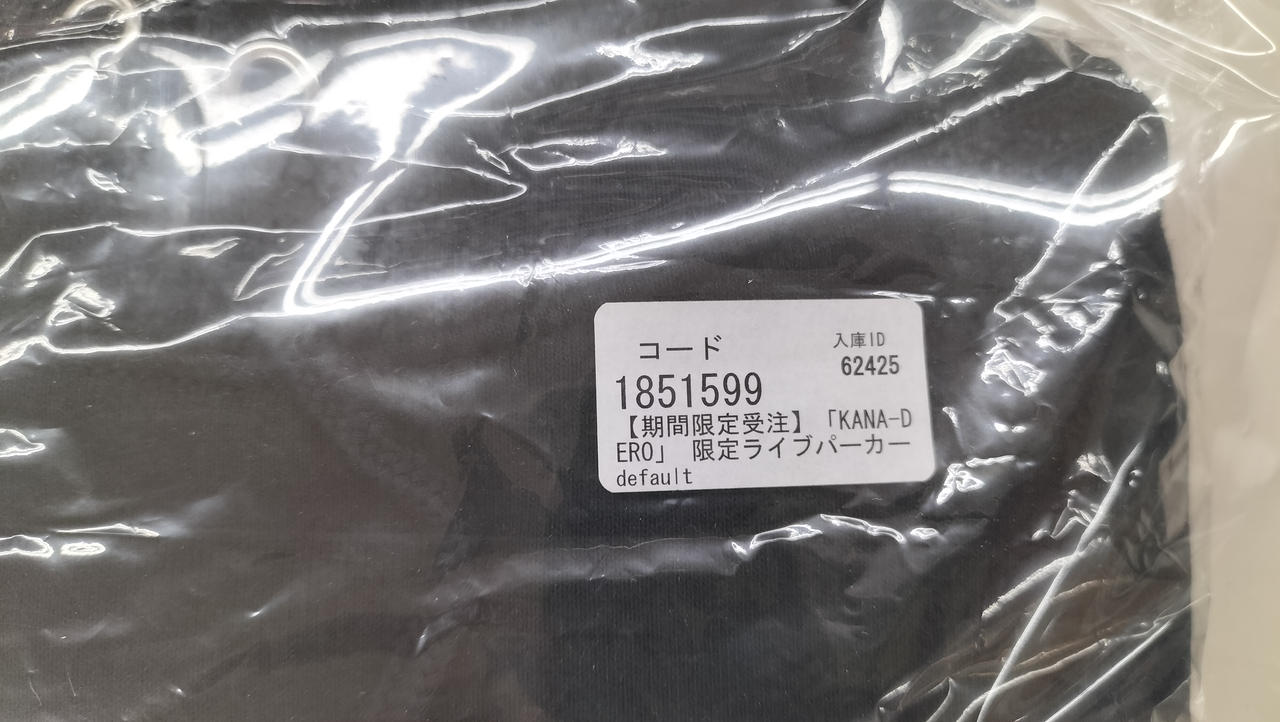 コード
入庫ID
1851599
62425
【期間限定受注】「KANA-D
ERO」 限定ライブパーカー
default